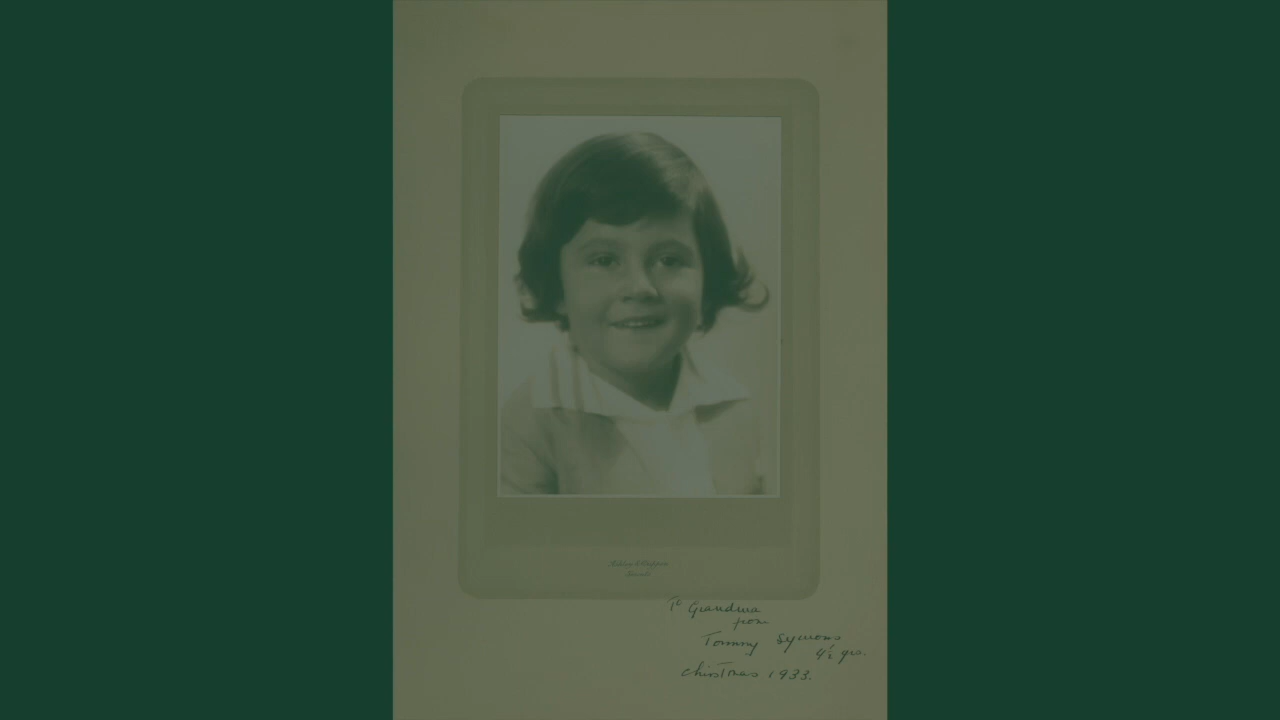 To Grandma
from
Tommy Symons
4½ yrs.
Christmas 1933.